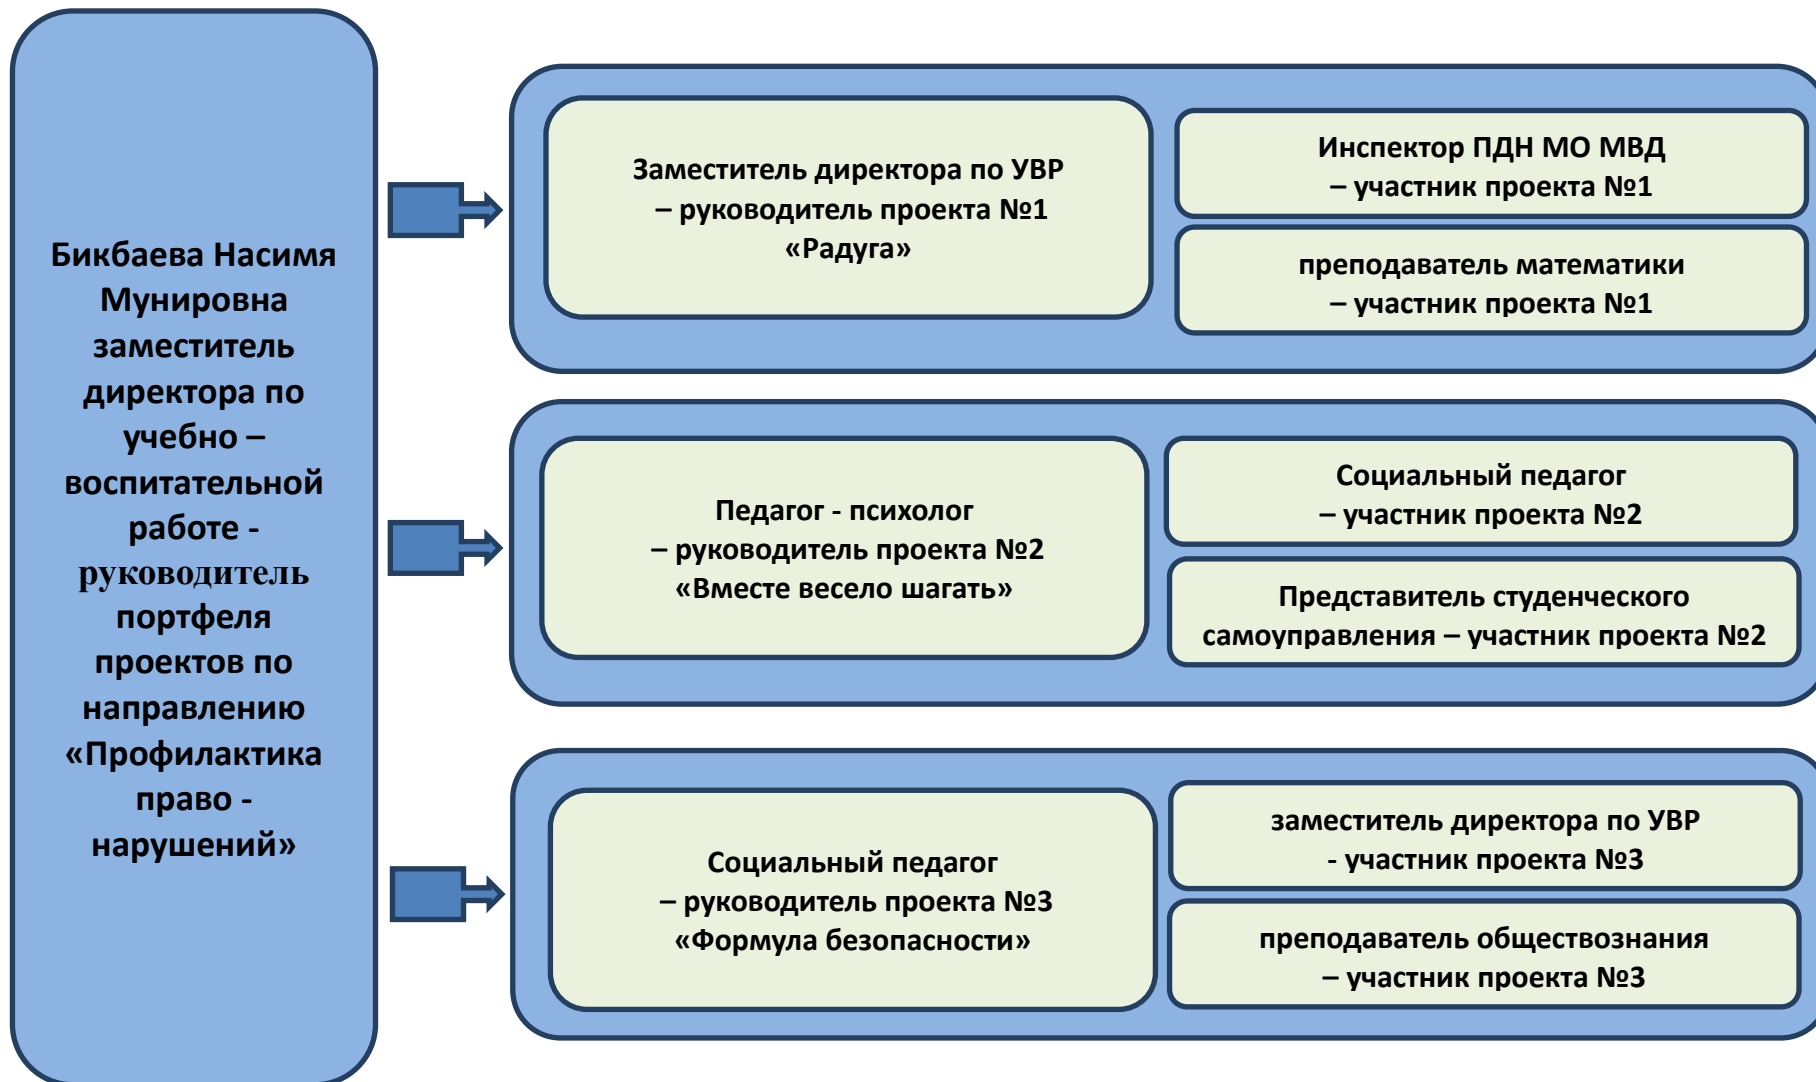 Бикбаева Насимя
Мунировна
заместитель
директора по
учебно –
воспитательной
работе -
руководитель
портфеля
проектов по
направлению
«Профилактика
право -
нарушений»
Заместитель директора по УВР
– руководитель проекта №1
«Радуга»
Инспектор ПДН МО МВД
– участник проекта №1
преподаватель математики
– участник проекта №1
Педагог - психолог
– руководитель проекта №2
«Вместе весело шагать»
Социальный педагог
– участник проекта №2
Представитель студенческого
самоуправления – участник проекта №2
Социальный педагог
– руководитель проекта №3
«Формула безопасности»
заместитель директора по УВР
- участник проекта №3
преподаватель обществознания
– участник проекта №3